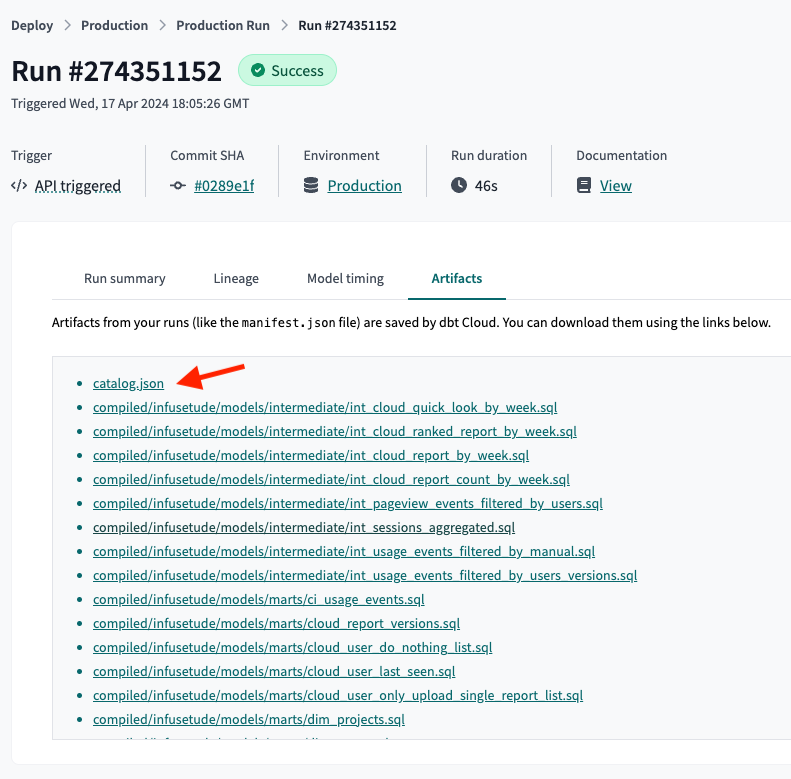 Deploy > Production > Production Run > Run #274351152
Run #274351152 Success
Triggered Wed, 17 Apr 2024 18:05:26 GMT
Trigger Commit SHA Environment Run duration Documentation
</> API triggered #0289e1f Production 46s View
Run summary Lineage Model timing Artifacts
Artifacts from your runs (like the manifest.json file) are saved by dbt Cloud. You can download them using the links below.
• catalog.json
• compiled/infusetude/models/intermediate/int_cloud_quick_look_by_week.sql
• compiled/infusetude/models/intermediate/int_cloud_ranked_report_by_week.sql
• compiled/infusetude/models/intermediate/int_cloud_report_by_week.sql
• compiled/infusetude/models/intermediate/int_cloud_report_count_by_week.sql
• compiled/infusetude/models/intermediate/int_pageview_events_filtered_by_users.sql
• compiled/infusetude/models/intermediate/int_sessions_aggregated.sql
• compiled/infusetude/models/intermediate/int_usage_events_filtered_by_manual.sql
• compiled/infusetude/models/intermediate/int_usage_events_filtered_by_users_versions.sql
• compiled/infusetude/models/marts/ci_usage_events.sql
• compiled/infusetude/models/marts/cloud_report_versions.sql
• compiled/infusetude/models/marts/cloud_user_do_nothing_list.sql
• compiled/infusetude/models/marts/cloud_user_last_seen.sql
• compiled/infusetude/models/marts/cloud_user_only_upload_single_report_list.sql
• compiled/infusetude/models/marts/dim_projects.sql